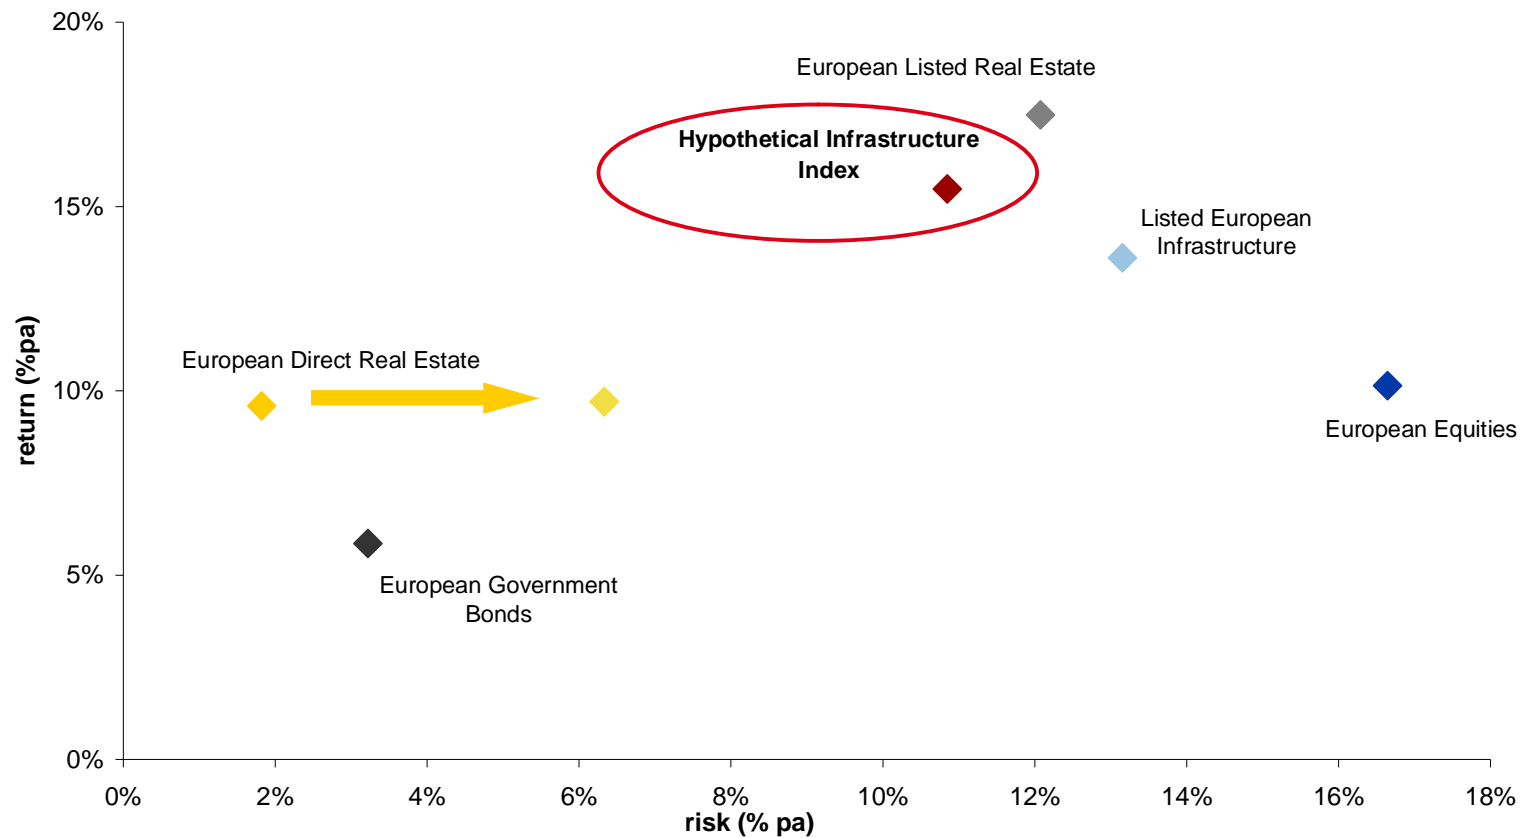 20%
European Listed Real Estate
Hypothetical Infrastructure
Index
15%
Listed European
Infrastructure
return (%pa)
European Direct Real Estate
10%
European Equities
5%
European Government
Bonds
0%
0%
2%
4%
6%
8%
10%
12%
14%
16%
18%
risk (% pa)